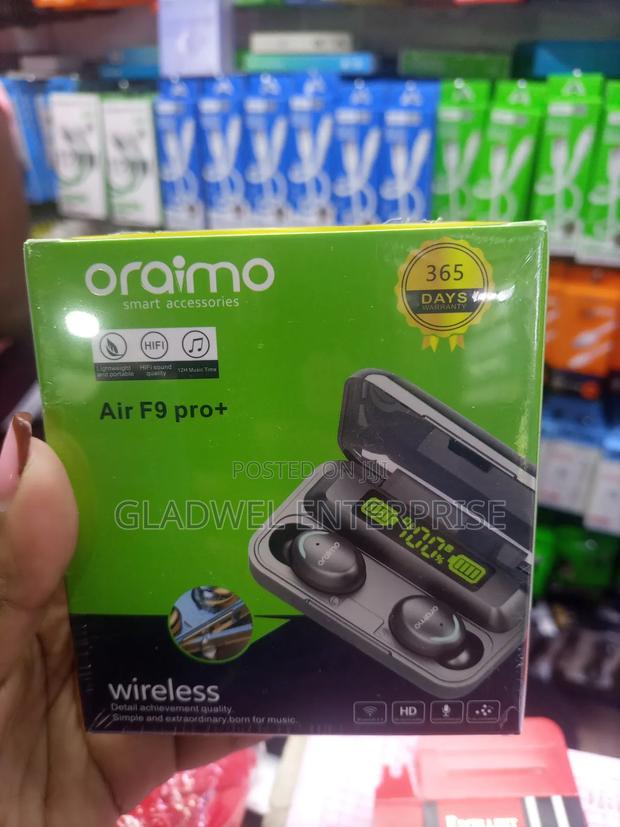 oraimo
smart accessories
365
DAYS
WARRANTY
HIFI
Lightweight and portable
HiFi sound quality
12H Music Time
Air F9 pro+
POSTED ON JIJI
GLADWEL ENTERPRISE
100%
oraimo
oraimo
wireless
Detail achievement quality.
Simple and extraordinary,born for music.
HD